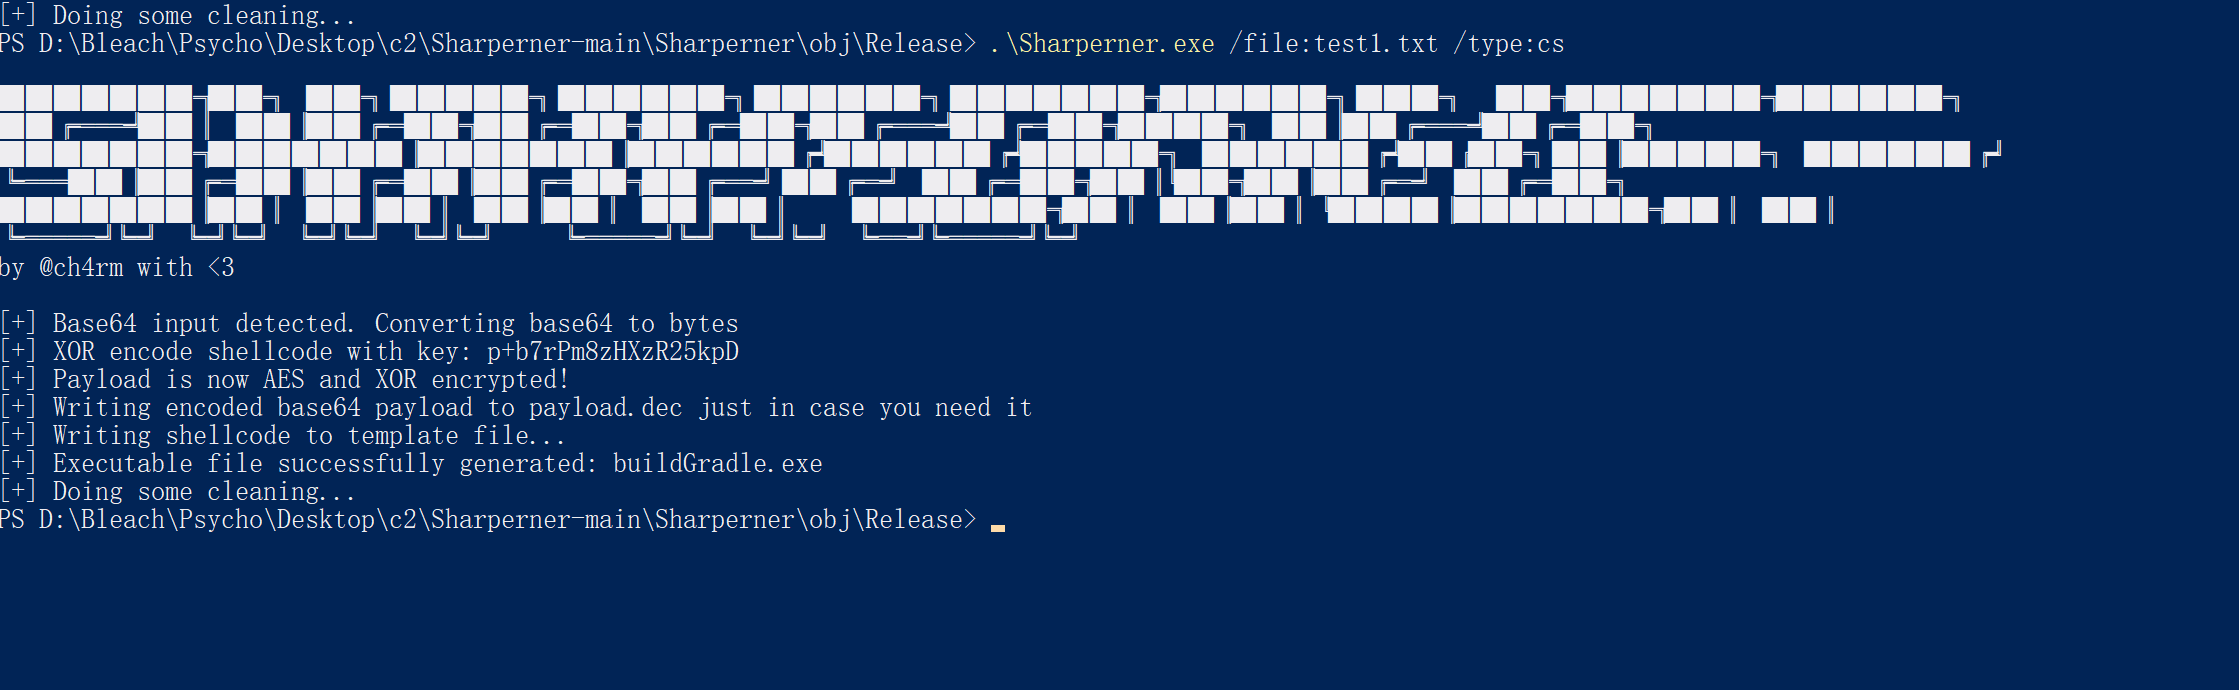 [+] Doing some cleaning...
PS D:\Bleach\Psycho\Desktop\c2\Sharperner-main\Sharperner\obj\Release> .\Sharperner.exe /file:test1.txt /type:cs
by @ch4rm with <3
[+] Base64 input detected. Converting base64 to bytes
[+] XOR encode shellcode with key: p+b7rPm8zHXzR25kpD
[+] Payload is now AES and XOR encrypted!
[+] Writing encoded base64 payload to payload.dec just in case you need it
[+] Writing shellcode to template file...
[+] Executable file successfully generated: buildGradle.exe
[+] Doing some cleaning...
PS D:\Bleach\Psycho\Desktop\c2\Sharperner-main\Sharperner\obj\Release>